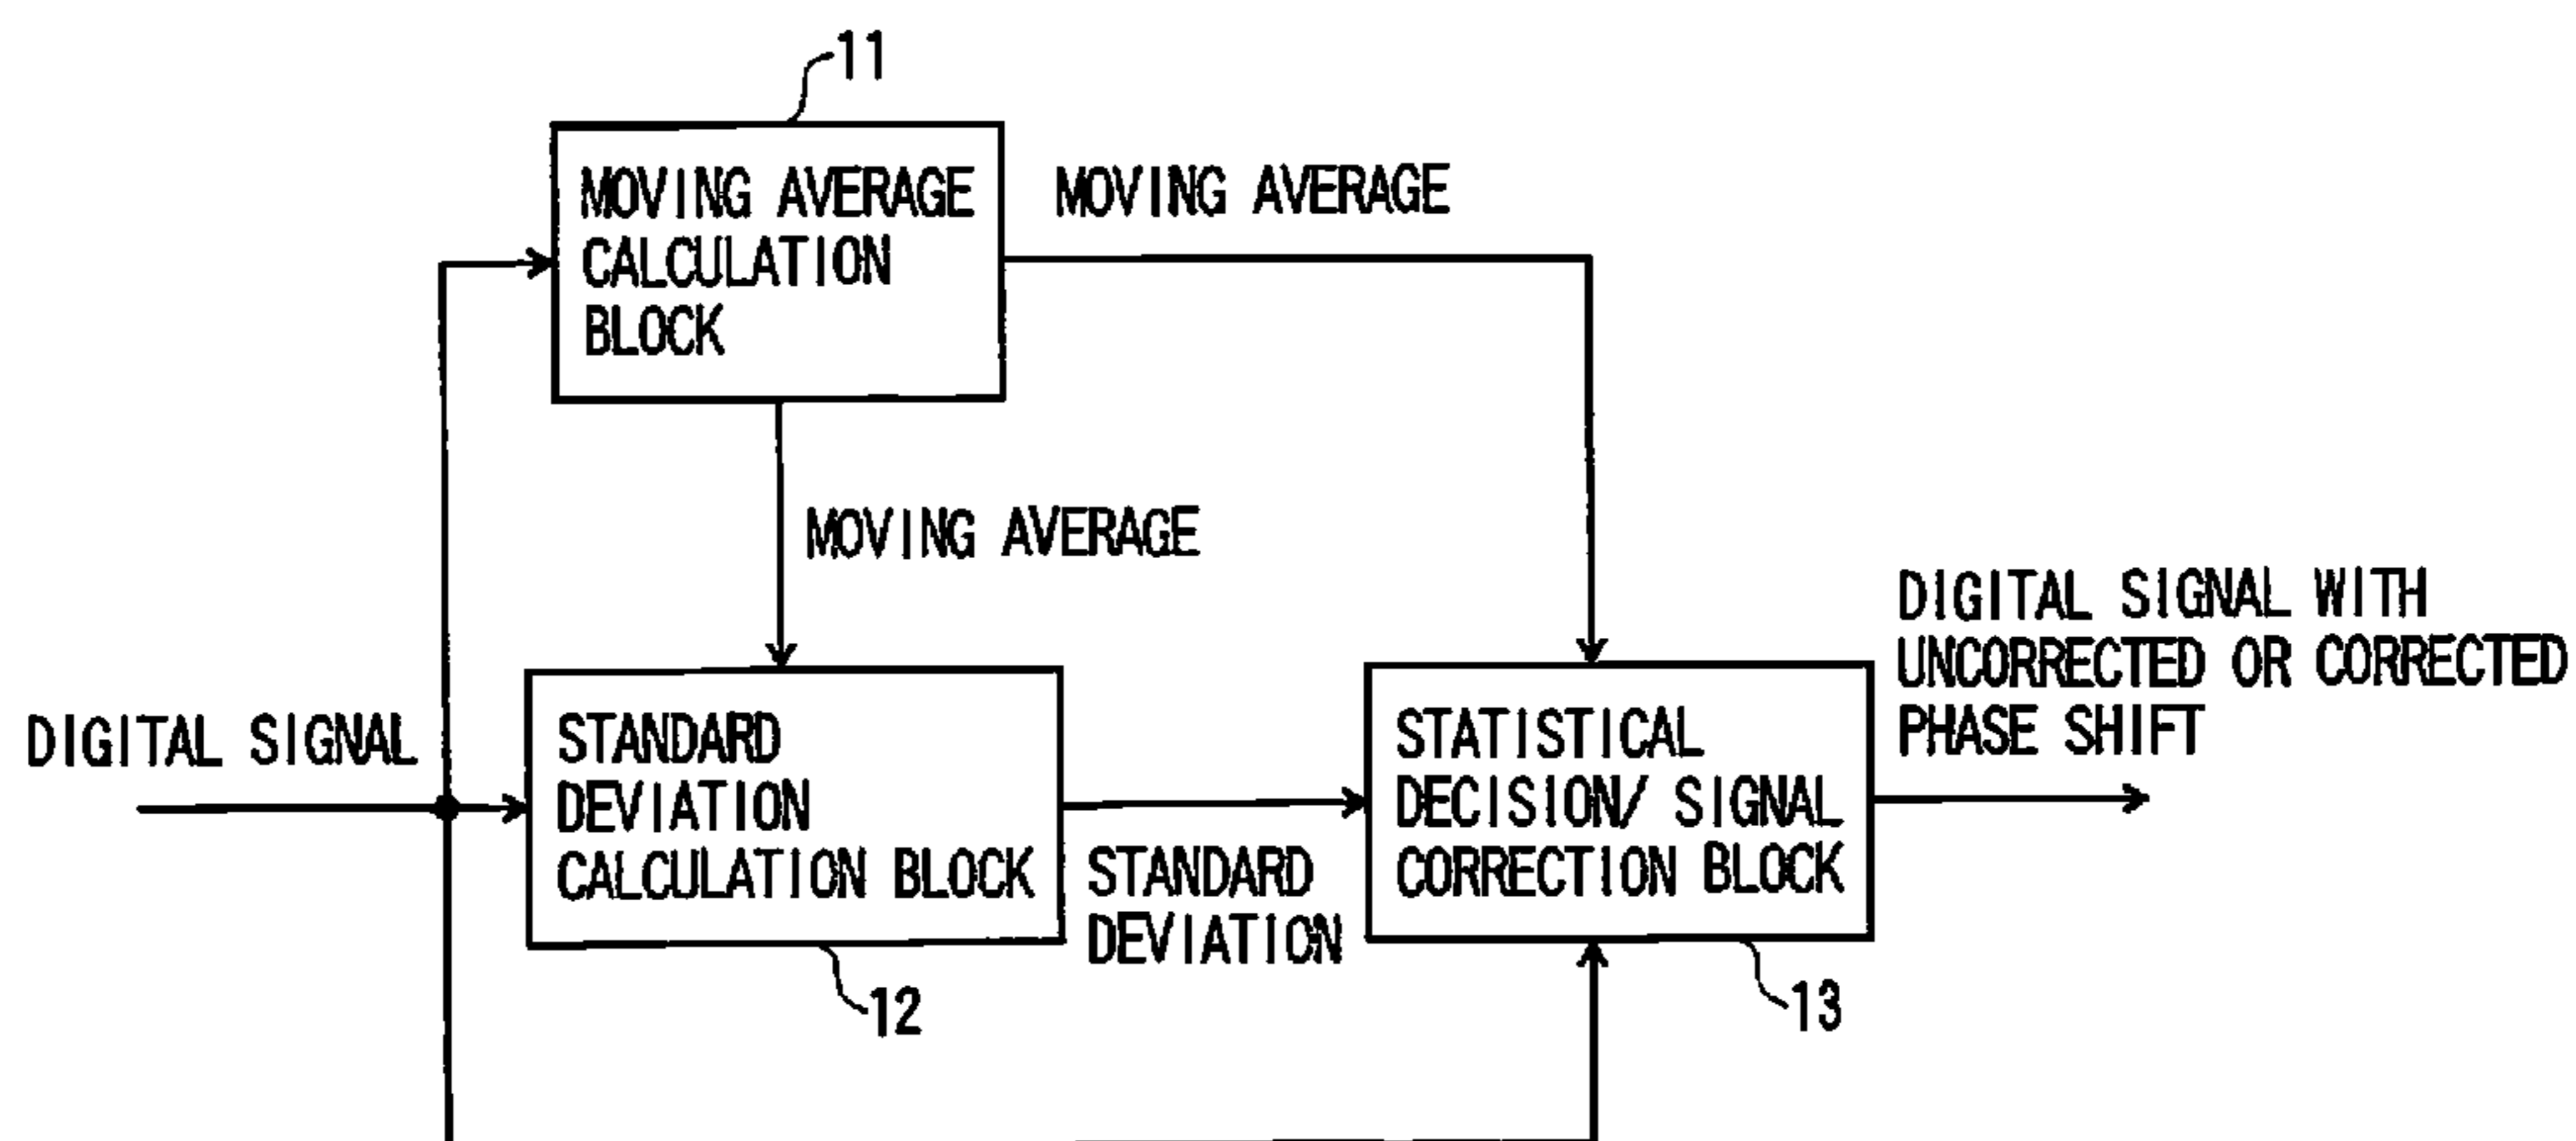 11
MOVING AVERAGE
CALCULATION
BLOCK
MOVING AVERAGE
MOVING AVERAGE
DIGITAL SIGNAL
STANDARD
DEVIATION
CALCULATION BLOCK
12
STANDARD
DEVIATION
STATISTICAL
DECISION/ SIGNAL
CORRECTION BLOCK
13
DIGITAL SIGNAL WITH
UNCORRECTED OR CORRECTED
PHASE SHIFT